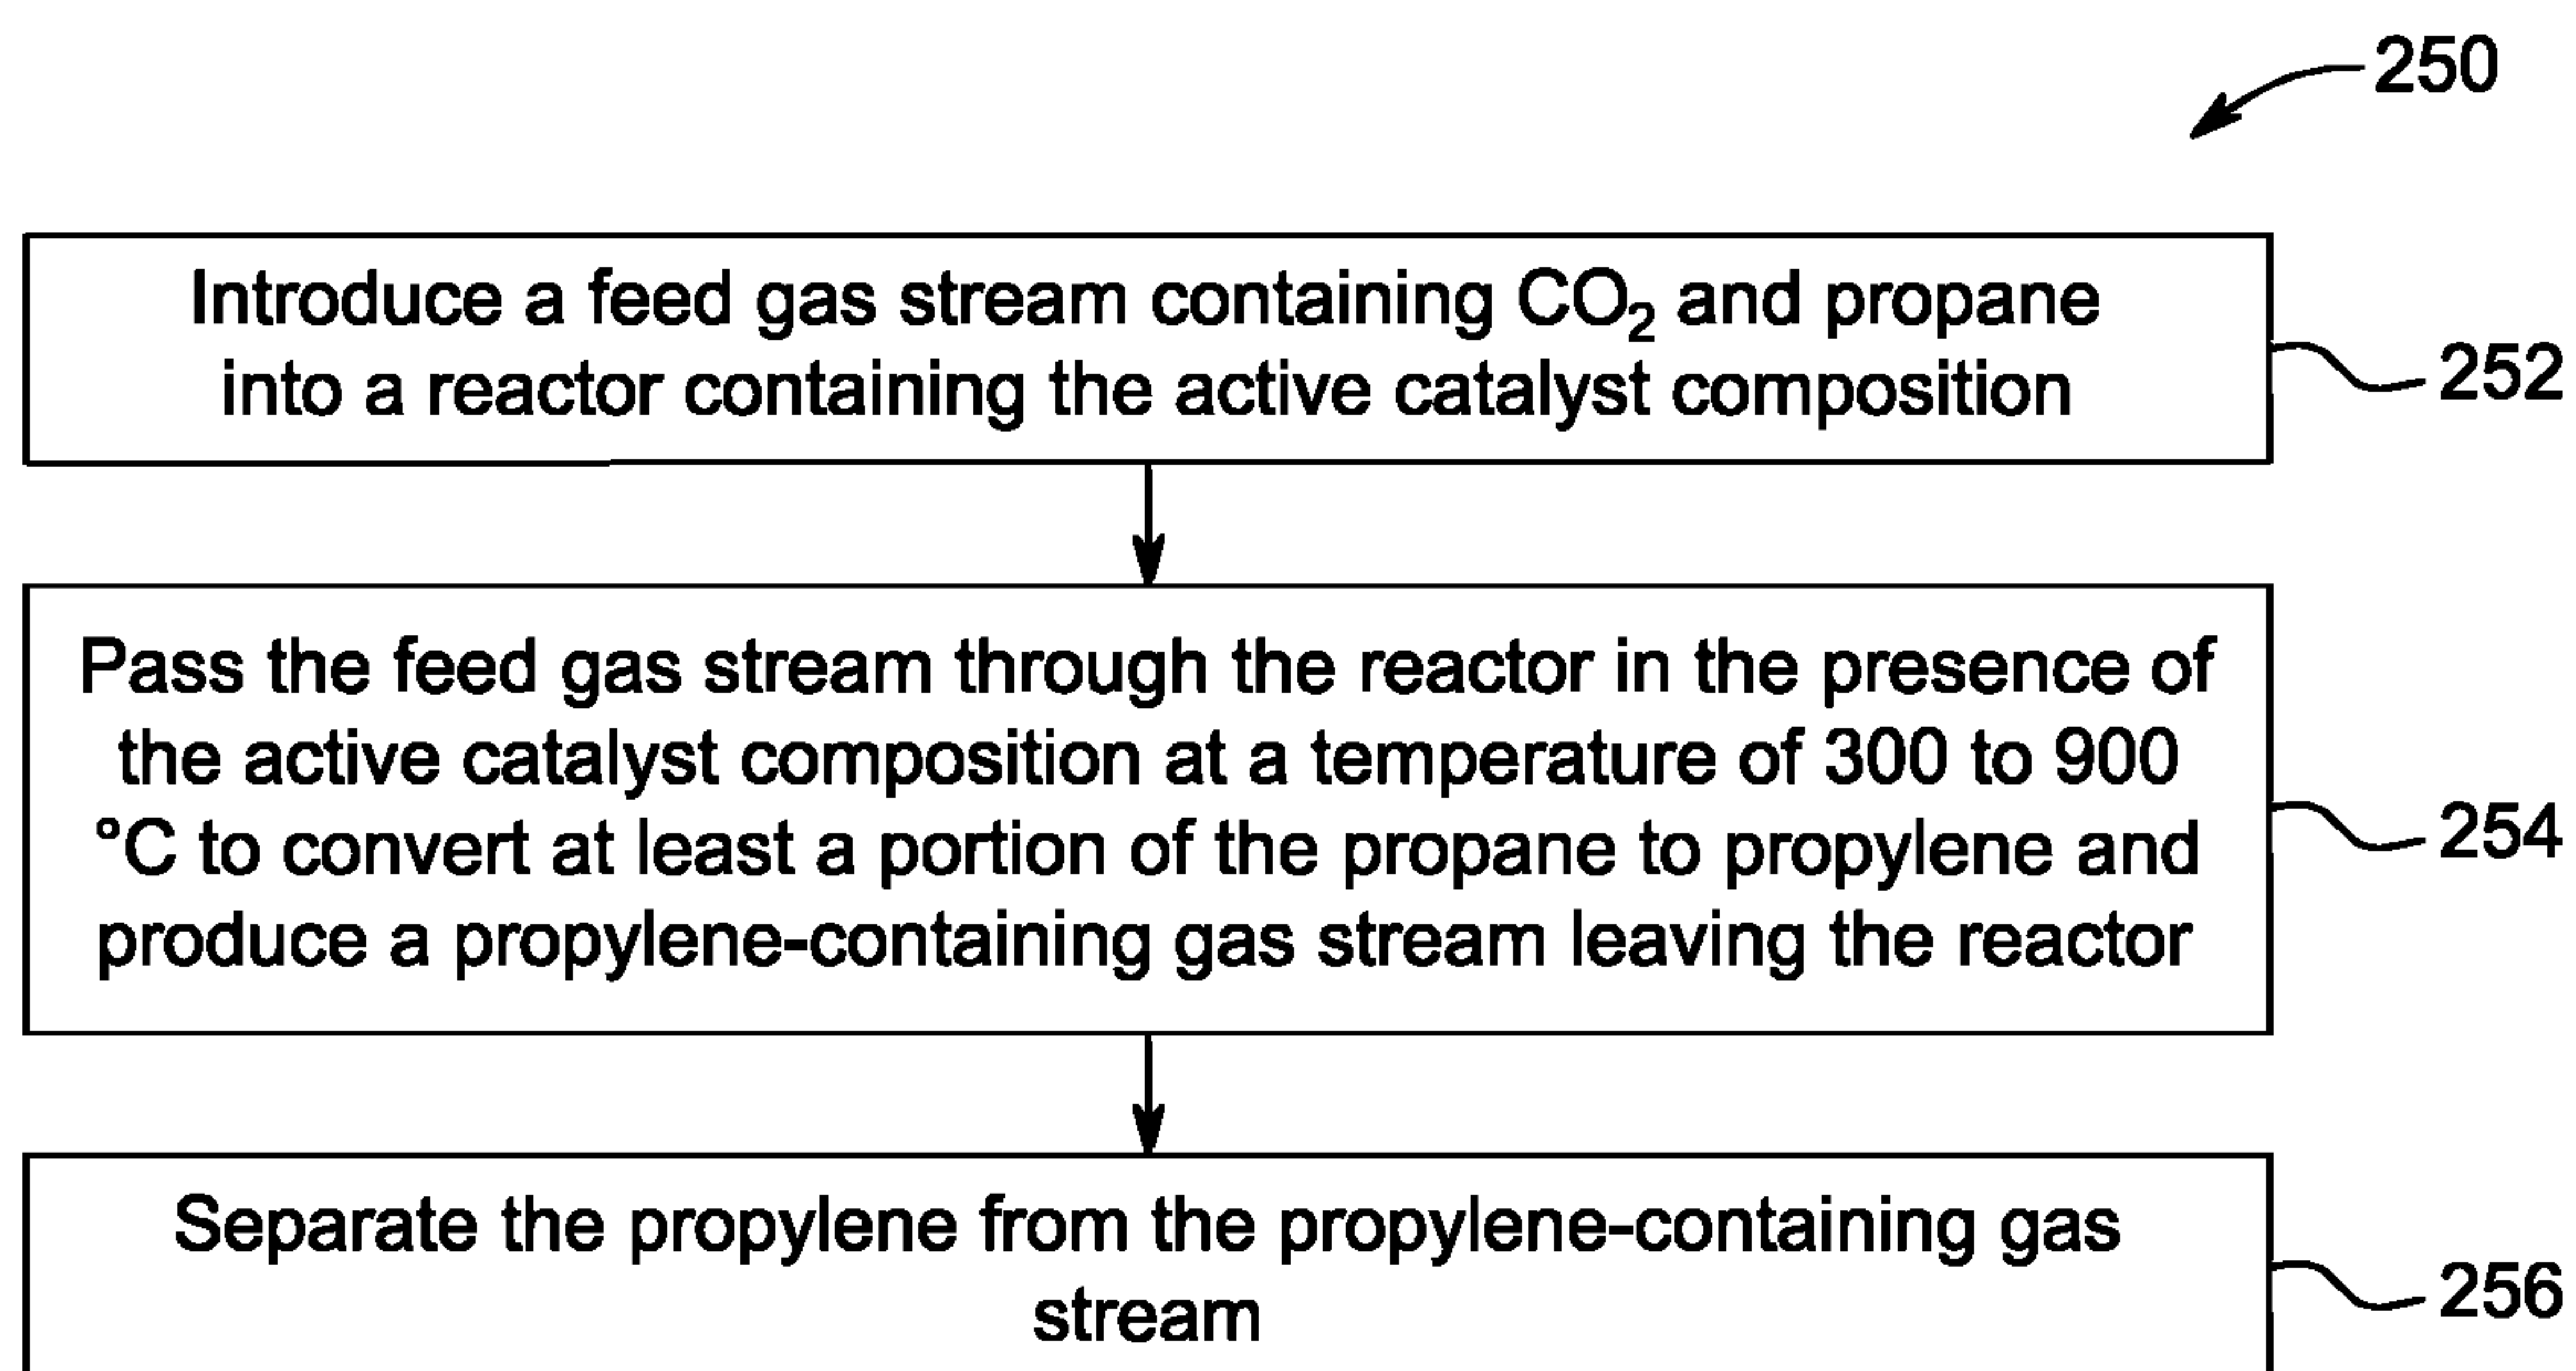 250
Introduce a feed gas stream containing CO₂ and propane
into a reactor containing the active catalyst composition
252
Pass the feed gas stream through the reactor in the presence of
the active catalyst composition at a temperature of 300 to 900
°C to convert at least a portion of the propane to propylene and
produce a propylene-containing gas stream leaving the reactor
254
Separate the propylene from the propylene-containing gas
stream
256